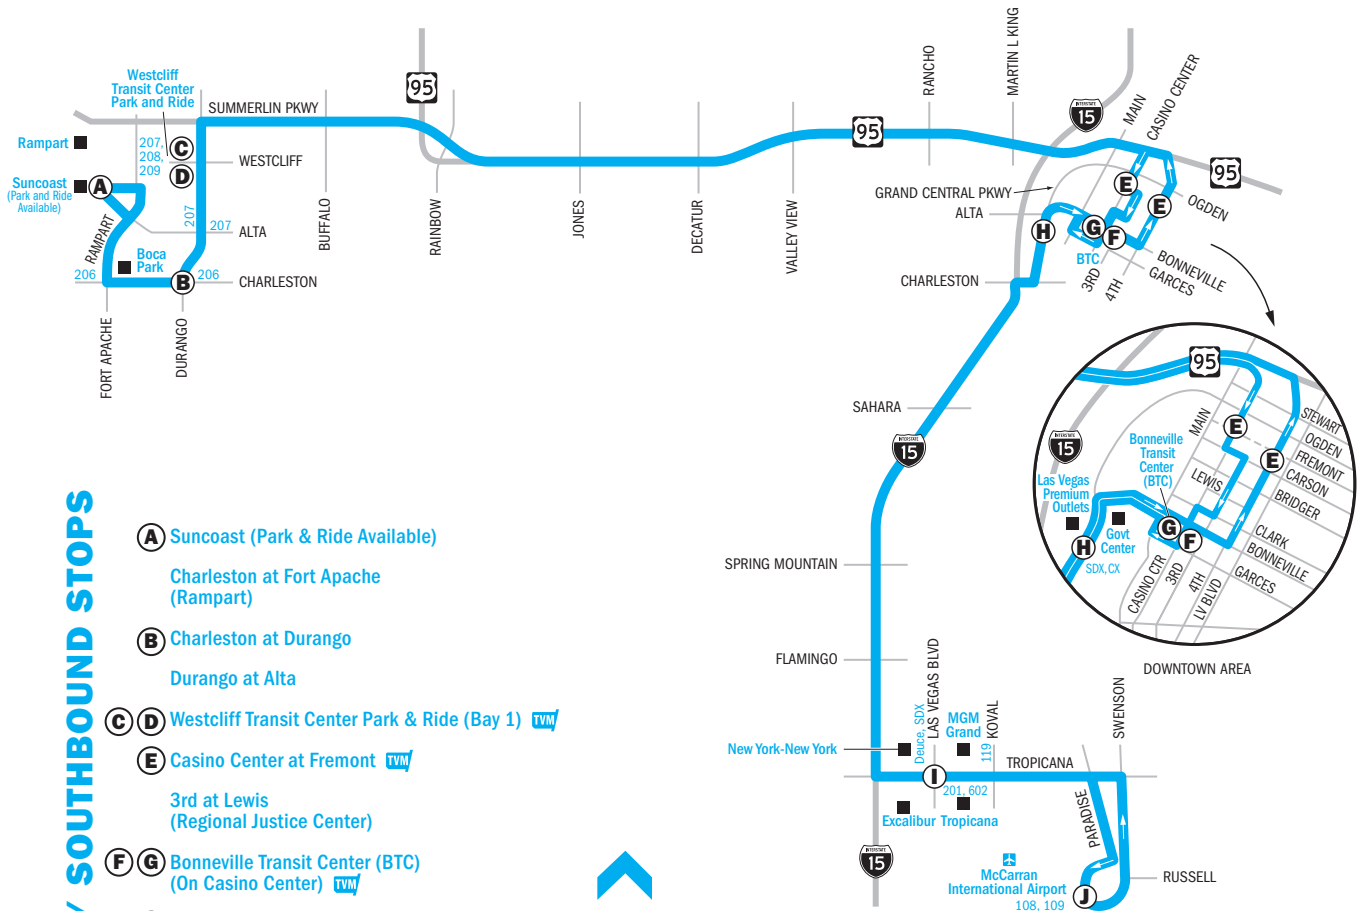 Westcliff
Transit Center
Park and Ride
SUMMERLIN PKWY
95
Rampart
207,
208,
209
C
D
WESTCLIFF
Suncoast
(Park and Ride
Available)
A
RAMPART
207
207
ALTA
Boca
Park
206
B
206
CHARLESTON
FORT APACHE
DURANGO
BUFFALO
RAINBOW
JONES
DECATUR
VALLEY VIEW
95
RANCHO
MARTIN L KING
INTERSTATE
15
MAIN
CASINO CENTER
95
GRAND CENTRAL PKWY
ALTA
E
E
OGDEN
H
G
F
BTC
3RD
4TH
BONNEVILLE
GARCES
CHARLESTON
SAHARA
INTERSTATE
15
SPRING MOUNTAIN
FLAMINGO
95
STEWART
OGDEN
FREMONT
CARSON
BRIDGER
CLARK
BONNEVILLE
GARCES
MAIN
E
E
INTERSTATE
15
Bonneville
Transit
Center
(BTC)
LEWIS
Las Vegas
Premium
Outlets
G
F
Govt
Center
H
SDX, CX
CASINO CTR
3RD
4TH
LV BLVD
DOWNTOWN AREA
Deuce, SDX
LAS VEGAS BLVD
MGM
Grand
119
KOVAL
SWENSON
New York-New York
TROPICANA
I
201, 602
Excalibur
Tropicana
PARADISE
INTERSTATE
15
McCarran
International Airport
108, 109
J
RUSSELL
SOUTHBOUND STOPS
A Suncoast (Park & Ride Available)
Charleston at Fort Apache
(Rampart)
B Charleston at Durango
Durango at Alta
C D Westcliff Transit Center Park & Ride (Bay 1) TVM
E Casino Center at Fremont TVM
3rd at Lewis
(Regional Justice Center)
F G Bonneville Transit Center (BTC)
(On Casino Center) TVM